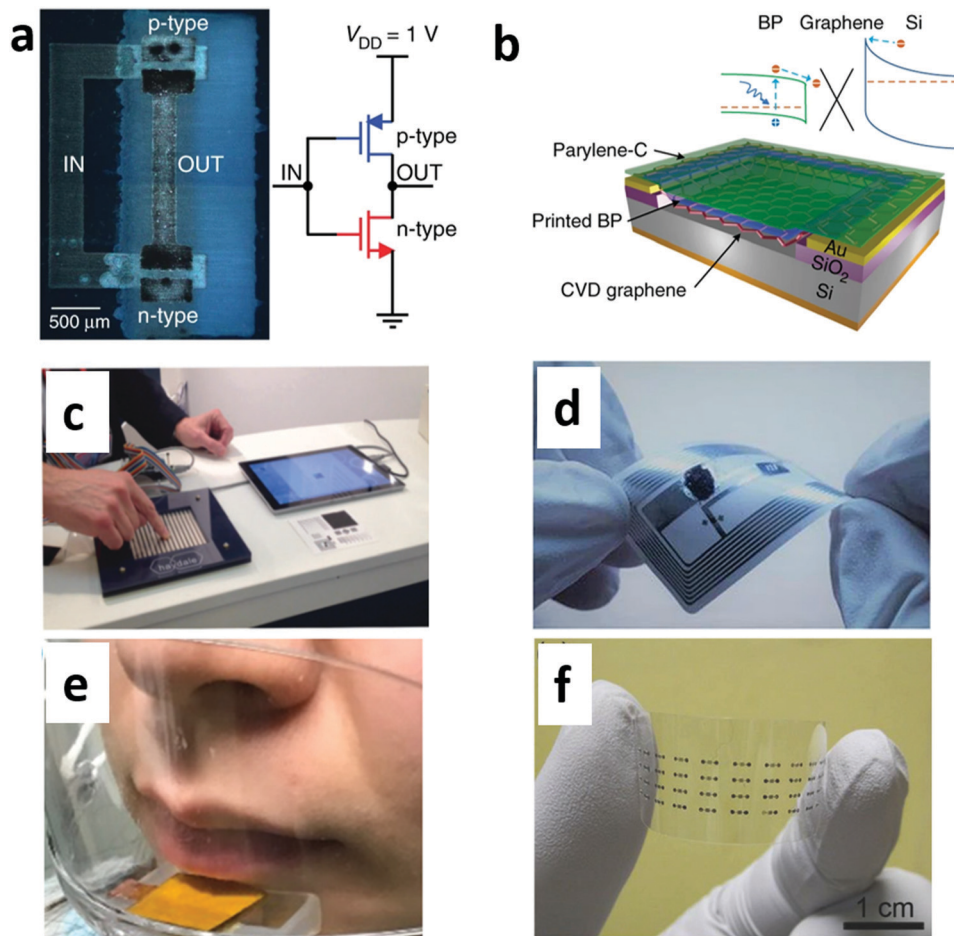 a
p-type
IN
OUT
500 μm
n-type
V_DD = 1 V
p-type
IN
OUT
n-type
b
BP Graphene Si
Parylene-C
Printed BP
CVD graphene
Au
SiO₂
Si
c
haydale
d
e
f
1 cm